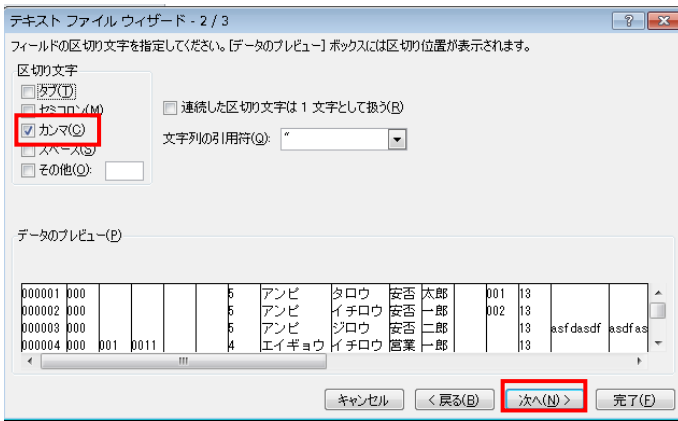 テキスト ファイル ウィザード - 2 / 3
フィールドの区切り文字を指定してください。[データのプレビュー] ボックスには区切り位置が表示されます。
区切り文字
タブ(T)
セミコロン(M)
カンマ(C)
スペース(S)
その他(O):
連続した区切り文字は 1 文字として扱う(R)
文字列の引用符(Q): "
データのプレビュー(P)
000001 000 5 アンピ タロウ 安否 太郎 001 13
000002 000 5 アンピ イチロウ 安否 一郎 002 13
000003 000 5 アンピ ジロウ 安否 二郎 13 asfdasdf asdfas
000004 000 001 0011 4 エイギョウ イチロウ 営業 一郎 13
キャンセル < 戻る(B) 次へ(N) > 完了(F)